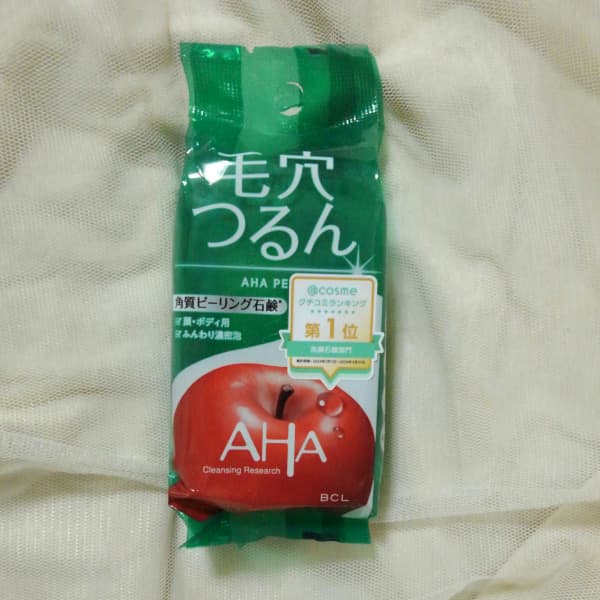 毛穴
つるん
AHA PE
@cosme
クチコミランキング
第1位
洗顔石鹸部門
角質ピーリング石鹸*
顔・ボディ用
ふんわり濃密泡
AHA
Cleansing Research
BCL